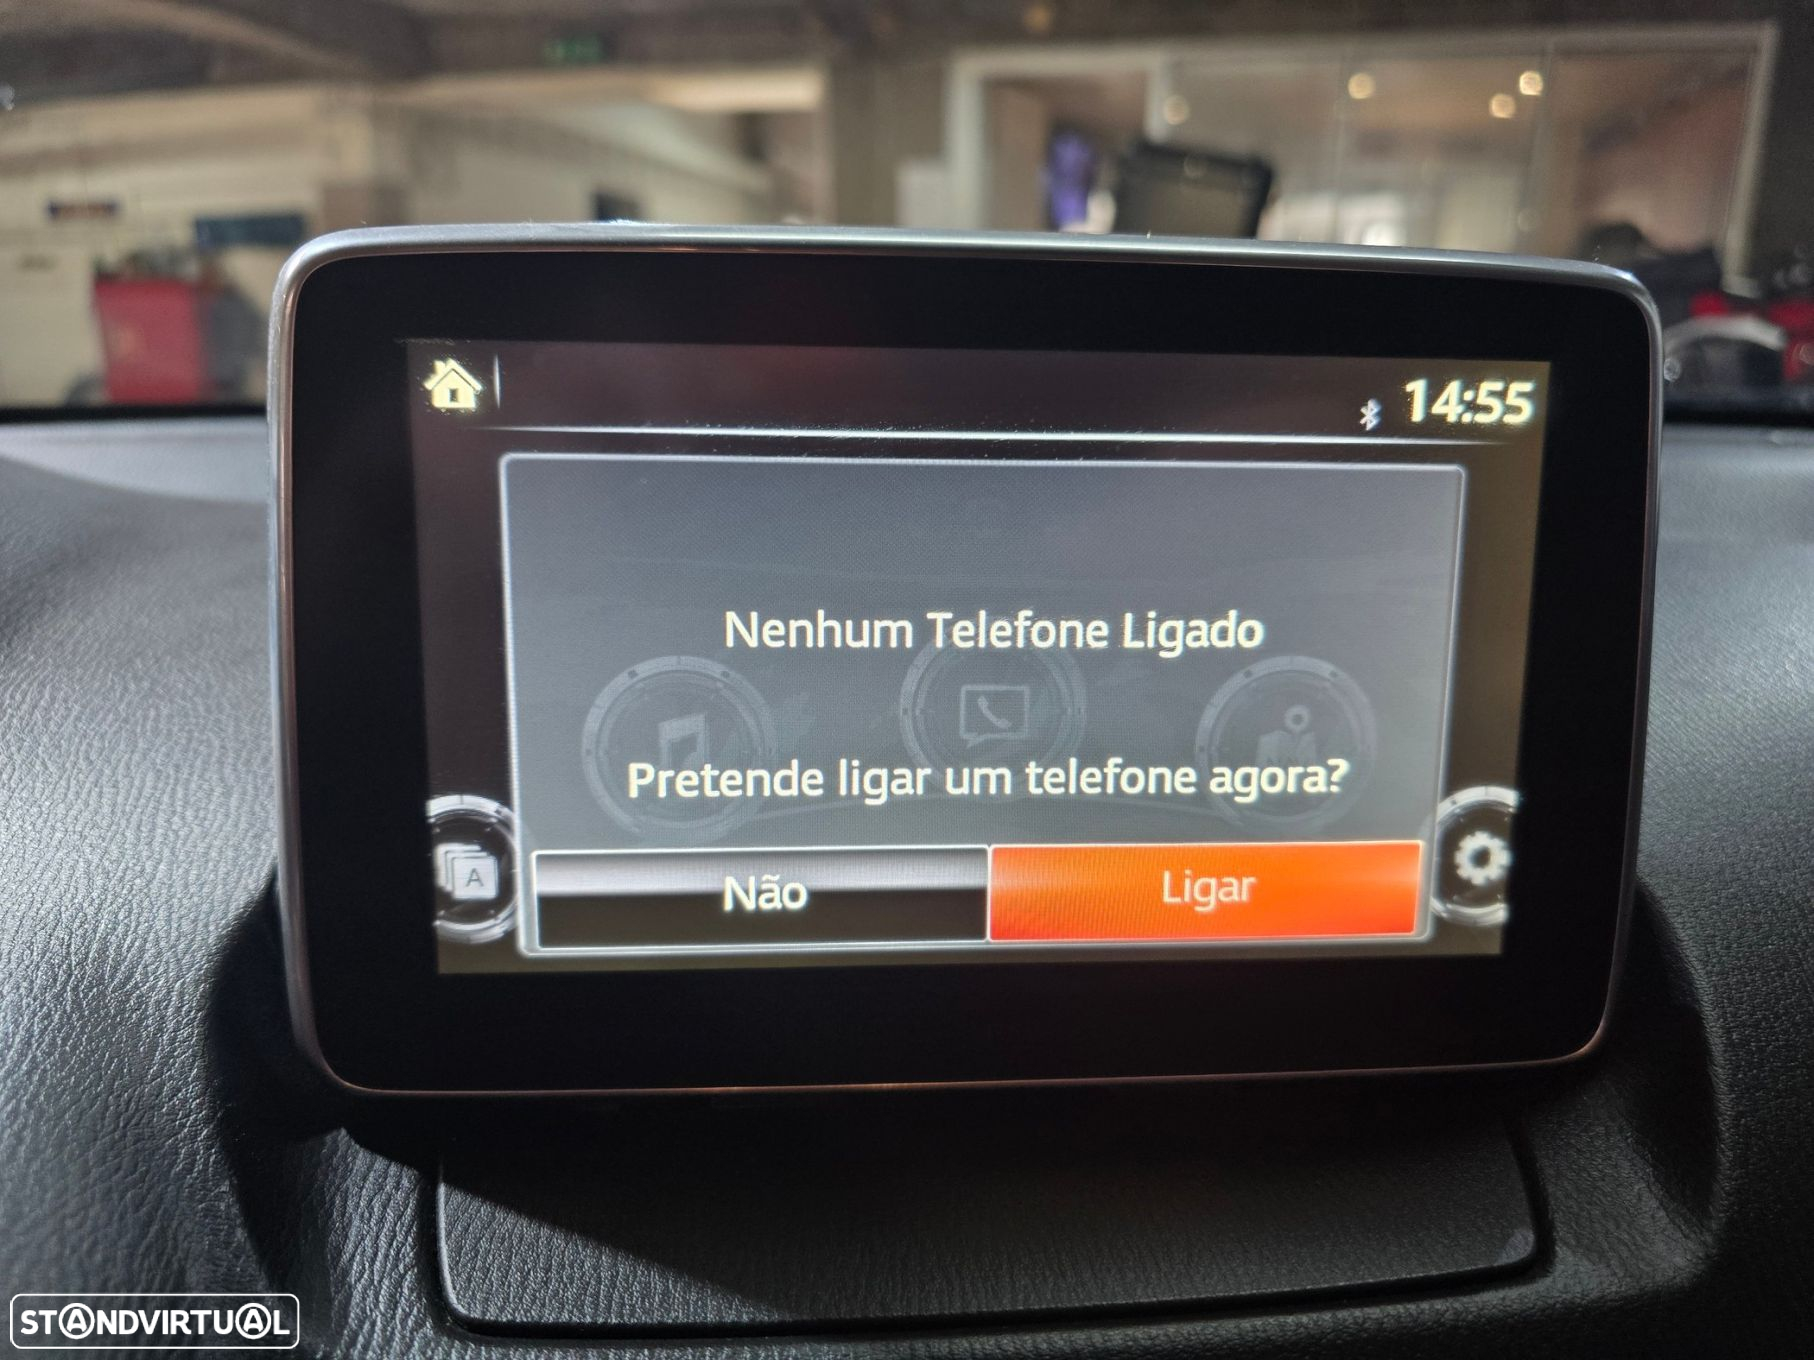 14:55
Nenhum Telefone Ligado
Pretende ligar um telefone agora?
A
Não
Ligar
STANDVIRTUAL